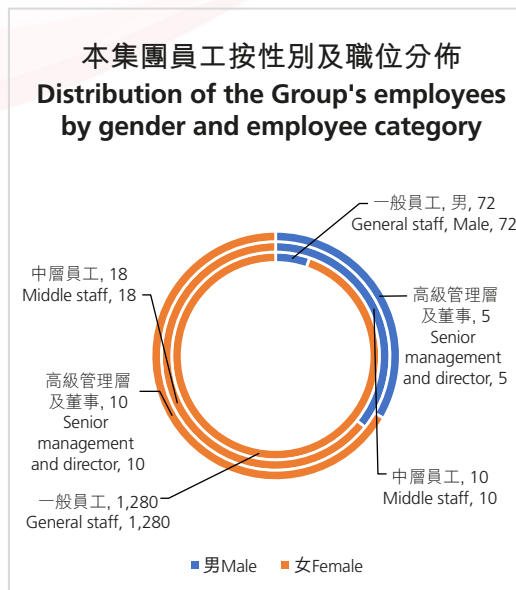 本集團員工按性別及職位分佈
Distribution of the Group's employees
by gender and employee category
一般員工, 男, 72
General staff, Male, 72
中層員工, 18
Middle staff, 18
高級管理層
及董事, 5
Senior
management
and director, 5
高級管理層
及董事, 10
Senior
management
and director, 10
中層員工, 10
Middle staff, 10
一般員工, 1,280
General staff, 1,280
男Male
女Female